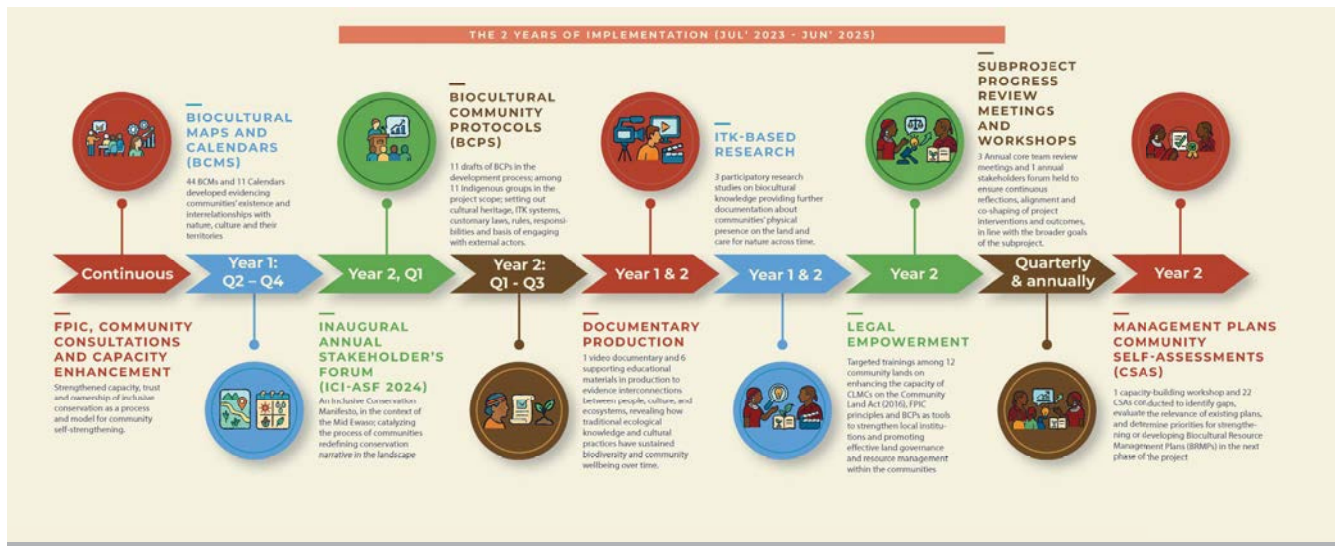 THE 2 YEARS OF IMPLEMENTATION (JUL' 2023 - JUN' 2025)
Continuous
FPIC, COMMUNITY
CONSULTATIONS
AND CAPACITY
ENHANCEMENT
Strengthened capacity, trust
and ownership of inclusive
conservation as a process
and model for community
self-strengthening.
BIOCULTURAL
MAPS AND
CALENDARS
(BCMS)
44 BCMs and 11 Calendars
developed evidencing
communities' existence and
interrelationships with
nature, culture and their
territories
Year 1:
Q2 – Q4
Year 2, Q1
INAUGURAL
ANNUAL
STAKEHOLDER'S
FORUM
(ICI-ASF 2024)
An Inclusive Conservation
Manifesto, in the context of
the Mid Ewaso; catalyzing
the process of communities
redefining conservation
narrative in the landscape
BIOCULTURAL
COMMUNITY
PROTOCOLS
(BCPS)
11 drafts of BCPs in the
development process; among
11 indigenous groups in the
project scope; setting out
cultural heritage, ITK systems,
customary laws, rules, responsi-
bilities and basis of engaging
with external actors.
Year 2:
Q1 - Q3
Year 1 & 2
DOCUMENTARY
PRODUCTION
1 video documentary and 6
supporting educational
materials in production to
evidence interconnections
between people, culture, and
ecosystems, revealing how
traditional ecological
knowledge and cultural
practices have sustained
biodiversity and community
wellbeing over time.
ITK-BASED
RESEARCH
3 participatory research
studies on biocultural
knowledge providing further
documentation about
communities' physical
presence on the land and
care for nature across time.
Year 1 & 2
Year 2
LEGAL
EMPOWERMENT
Targeted trainings among 12
community lands on
enhancing the capacity of
CLMCs on the Community
Land Act (2016), FPIC
principles and BCPs as tools
to strengthen local institu-
tions and promoting
effective land governance
and resource management
within the communities
SUBPROJECT
PROGRESS
REVIEW
MEETINGS
AND
WORKSHOPS
3 Annual core team review
meetings and 1 annual
stakeholders forum held to
ensure continuous
reflections, alignment and
co-shaping of project
interventions and outcomes,
in line with the broader goals
of the subproject.
Quarterly
& annually
Year 2
MANAGEMENT PLANS
COMMUNITY
SELF-ASSESSMENTS
(CSAS)
1 capacity-building workshop and 22
CSAs conducted to identify gaps,
evaluate the relevance of existing plans,
and determine priorities for strengthe-
ning or developing Biocultural Resource
Management Plans (BRMPs) in the next
phase of the project